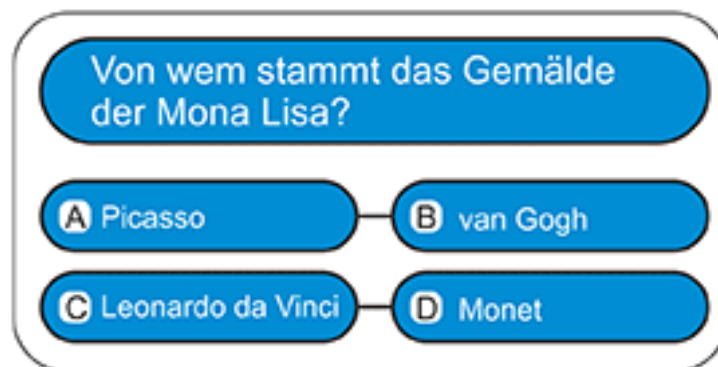 Von wem stammt das Gemälde
der Mona Lisa?
A Picasso
B van Gogh
C Leonardo da Vinci
D Monet